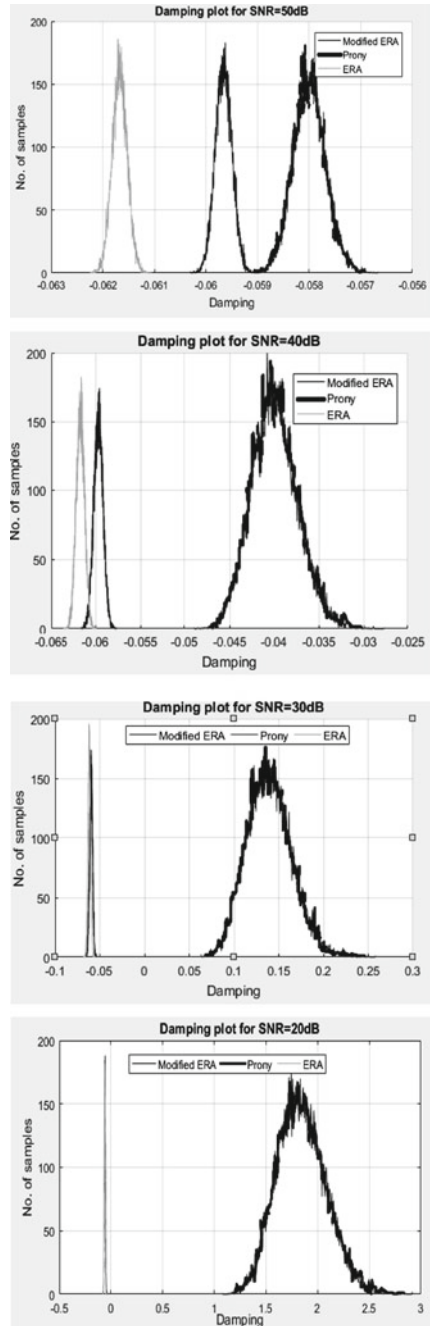 Damping plot for SNR=50dB
200
150
100
50
0
No. of samples
Modified ERA
Prony
ERA
-0.063 -0.062 -0.061 -0.06 -0.059 -0.058 -0.057 -0.056
Damping
Damping plot for SNR=40dB
200
150
100
50
0
No. of samples
Modified ERA
Prony
ERA
-0.065 -0.06 -0.055 -0.05 -0.045 -0.04 -0.035 -0.03 -0.025
Damping
Damping plot for SNR=30dB
200
150
100
50
0
No. of samples
Modified ERA Prony ERA
-0.1 -0.05 0 0.05 0.1 0.15 0.2 0.25 0.3
Damping
Damping plot for SNR=20dB
200
150
100
50
0
No. of samples
Modified ERA Prony ERA
-0.5 0 0.5 1 1.5 2 2.5 3
Damping